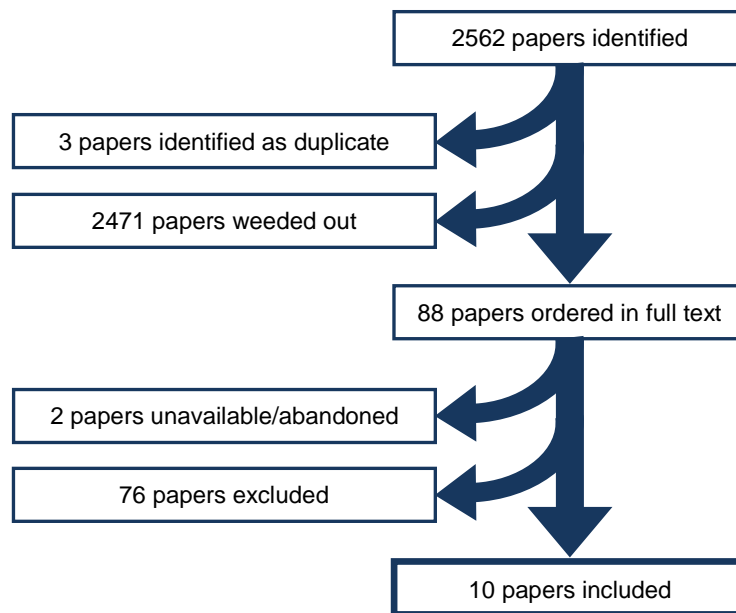 2562 papers identified
3 papers identified as duplicate
2471 papers weeded out
88 papers ordered in full text
2 papers unavailable/abandoned
76 papers excluded
10 papers included